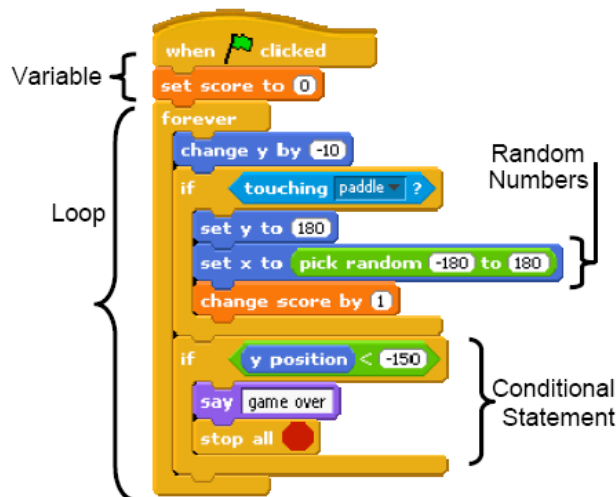 when clicked
Variable
set score to 0
forever
change y by -10
Random
Numbers
if touching paddle ?
Loop
set y to 180
set x to pick random -180 to 180
change score by 1
if y position < -150
Conditional
Statement
say game over
stop all